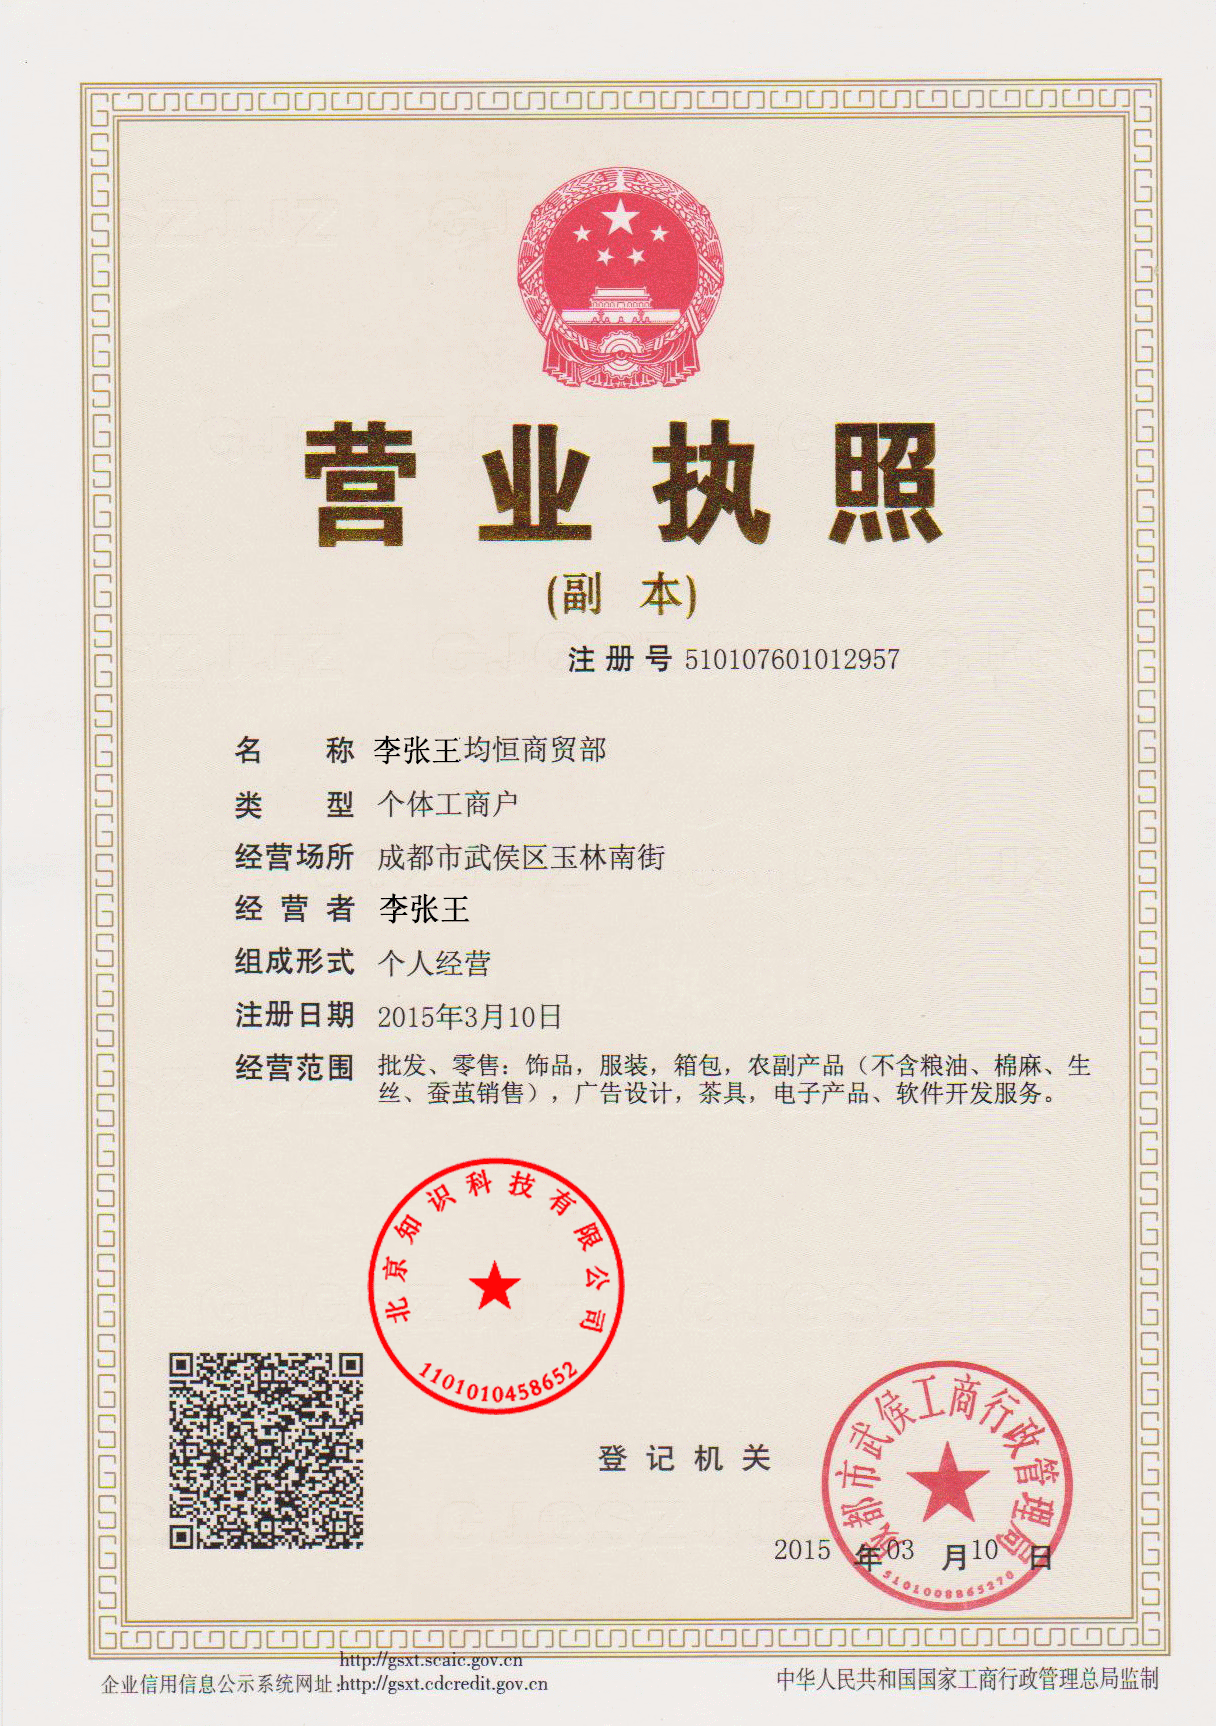 营业执照
(副 本)
注册号 510107601012957
名 称 李张王均恒商贸部
类 型 个体工商户
经营场所 成都市武侯区玉林南街
经营者 李张王
组成形式 个人经营
注册日期 2015年3月10日
经营范围 批发、零售：饰品，服装，箱包，农副产品（不含粮油、棉麻、生
丝、蚕茧销售），广告设计，茶具，电子产品、软件开发服务。
北京知识科技有限公司
1101010458652
登记机关
成都市武侯工商行政管理局
2015 年 03 月 10 日
5101008865270
http://gsxt.scaic.gov.cn
企业信用信息公示系统网址:http://gsxt.cdcredit.gov.cn
中华人民共和国国家工商行政管理总局监制